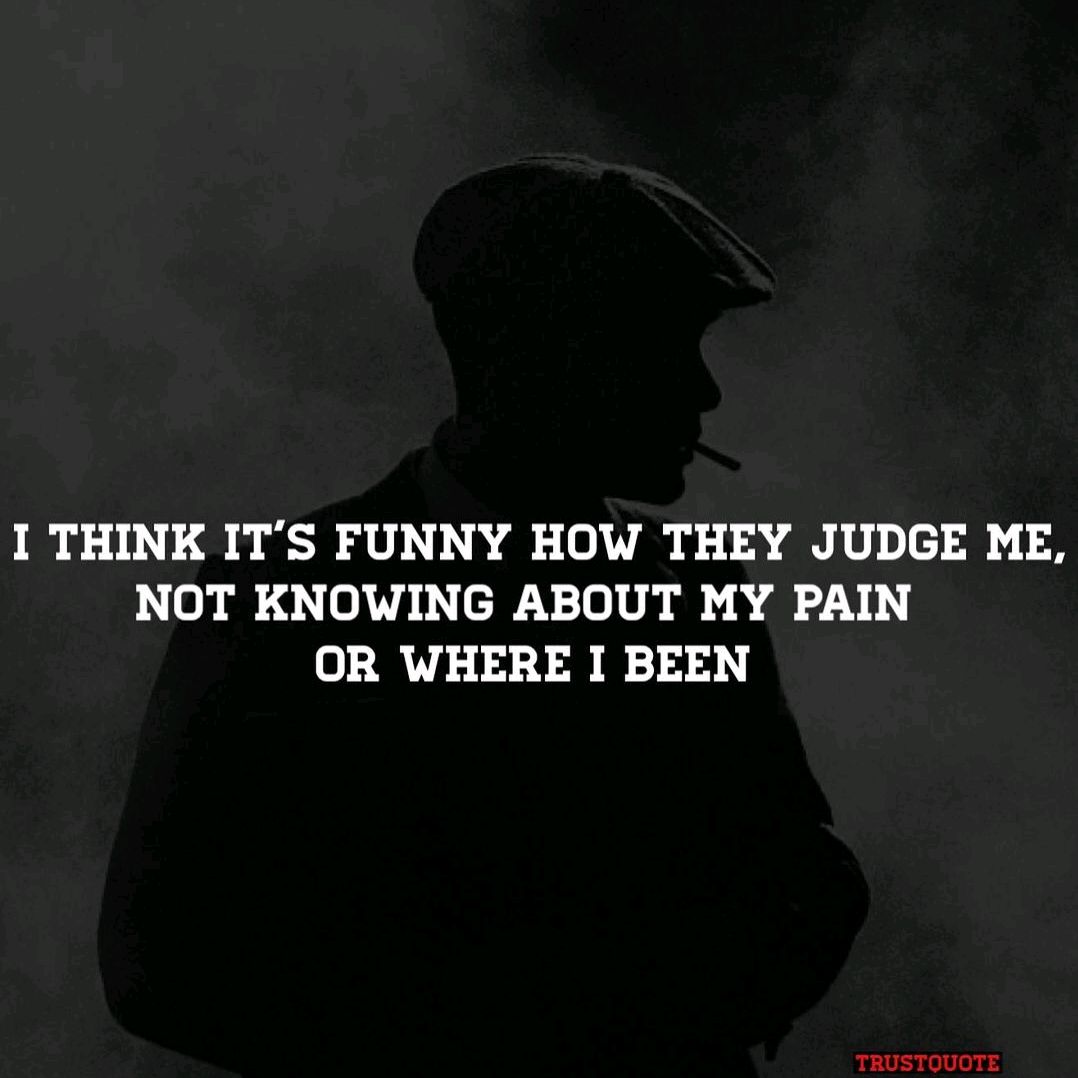 I THINK IT'S FUNNY HOW THEY JUDGE ME,
NOT KNOWING ABOUT MY PAIN
OR WHERE I BEEN
TRUSTQUOTE